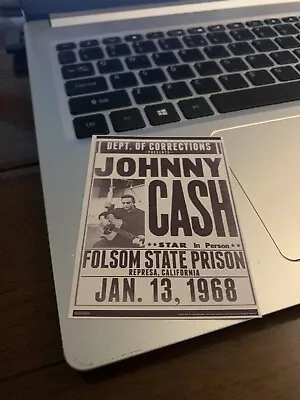 DEPT. OF CORRECTIONS
PRESENTS
JOHNNY
CASH
★★STAR In Person★★
FOLSOM STATE PRISON
REPRESA, CALIFORNIA
JAN. 13, 1968